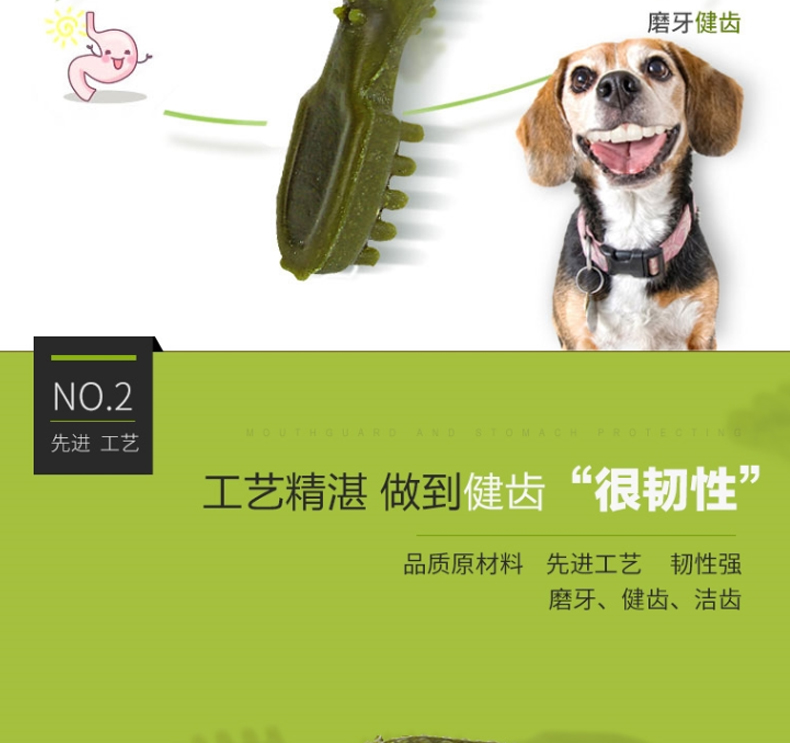 磨牙健齿
NO.2
先进 工艺
MOUTHGUARD AND STOMACH PROTECTING
工艺精湛 做到健齿“很韧性”
品质原材料 先进工艺 韧性强
磨牙、健齿、洁齿